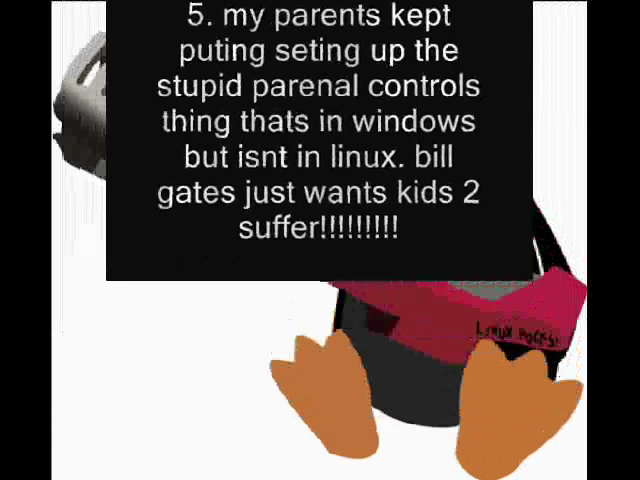 5. my parents kept
puting seting up the
stupid parenal controls
thing thats in windows
but isnt in linux. bill
gates just wants kids 2
suffer!!!!!!!!!
LINUX ROCKS!